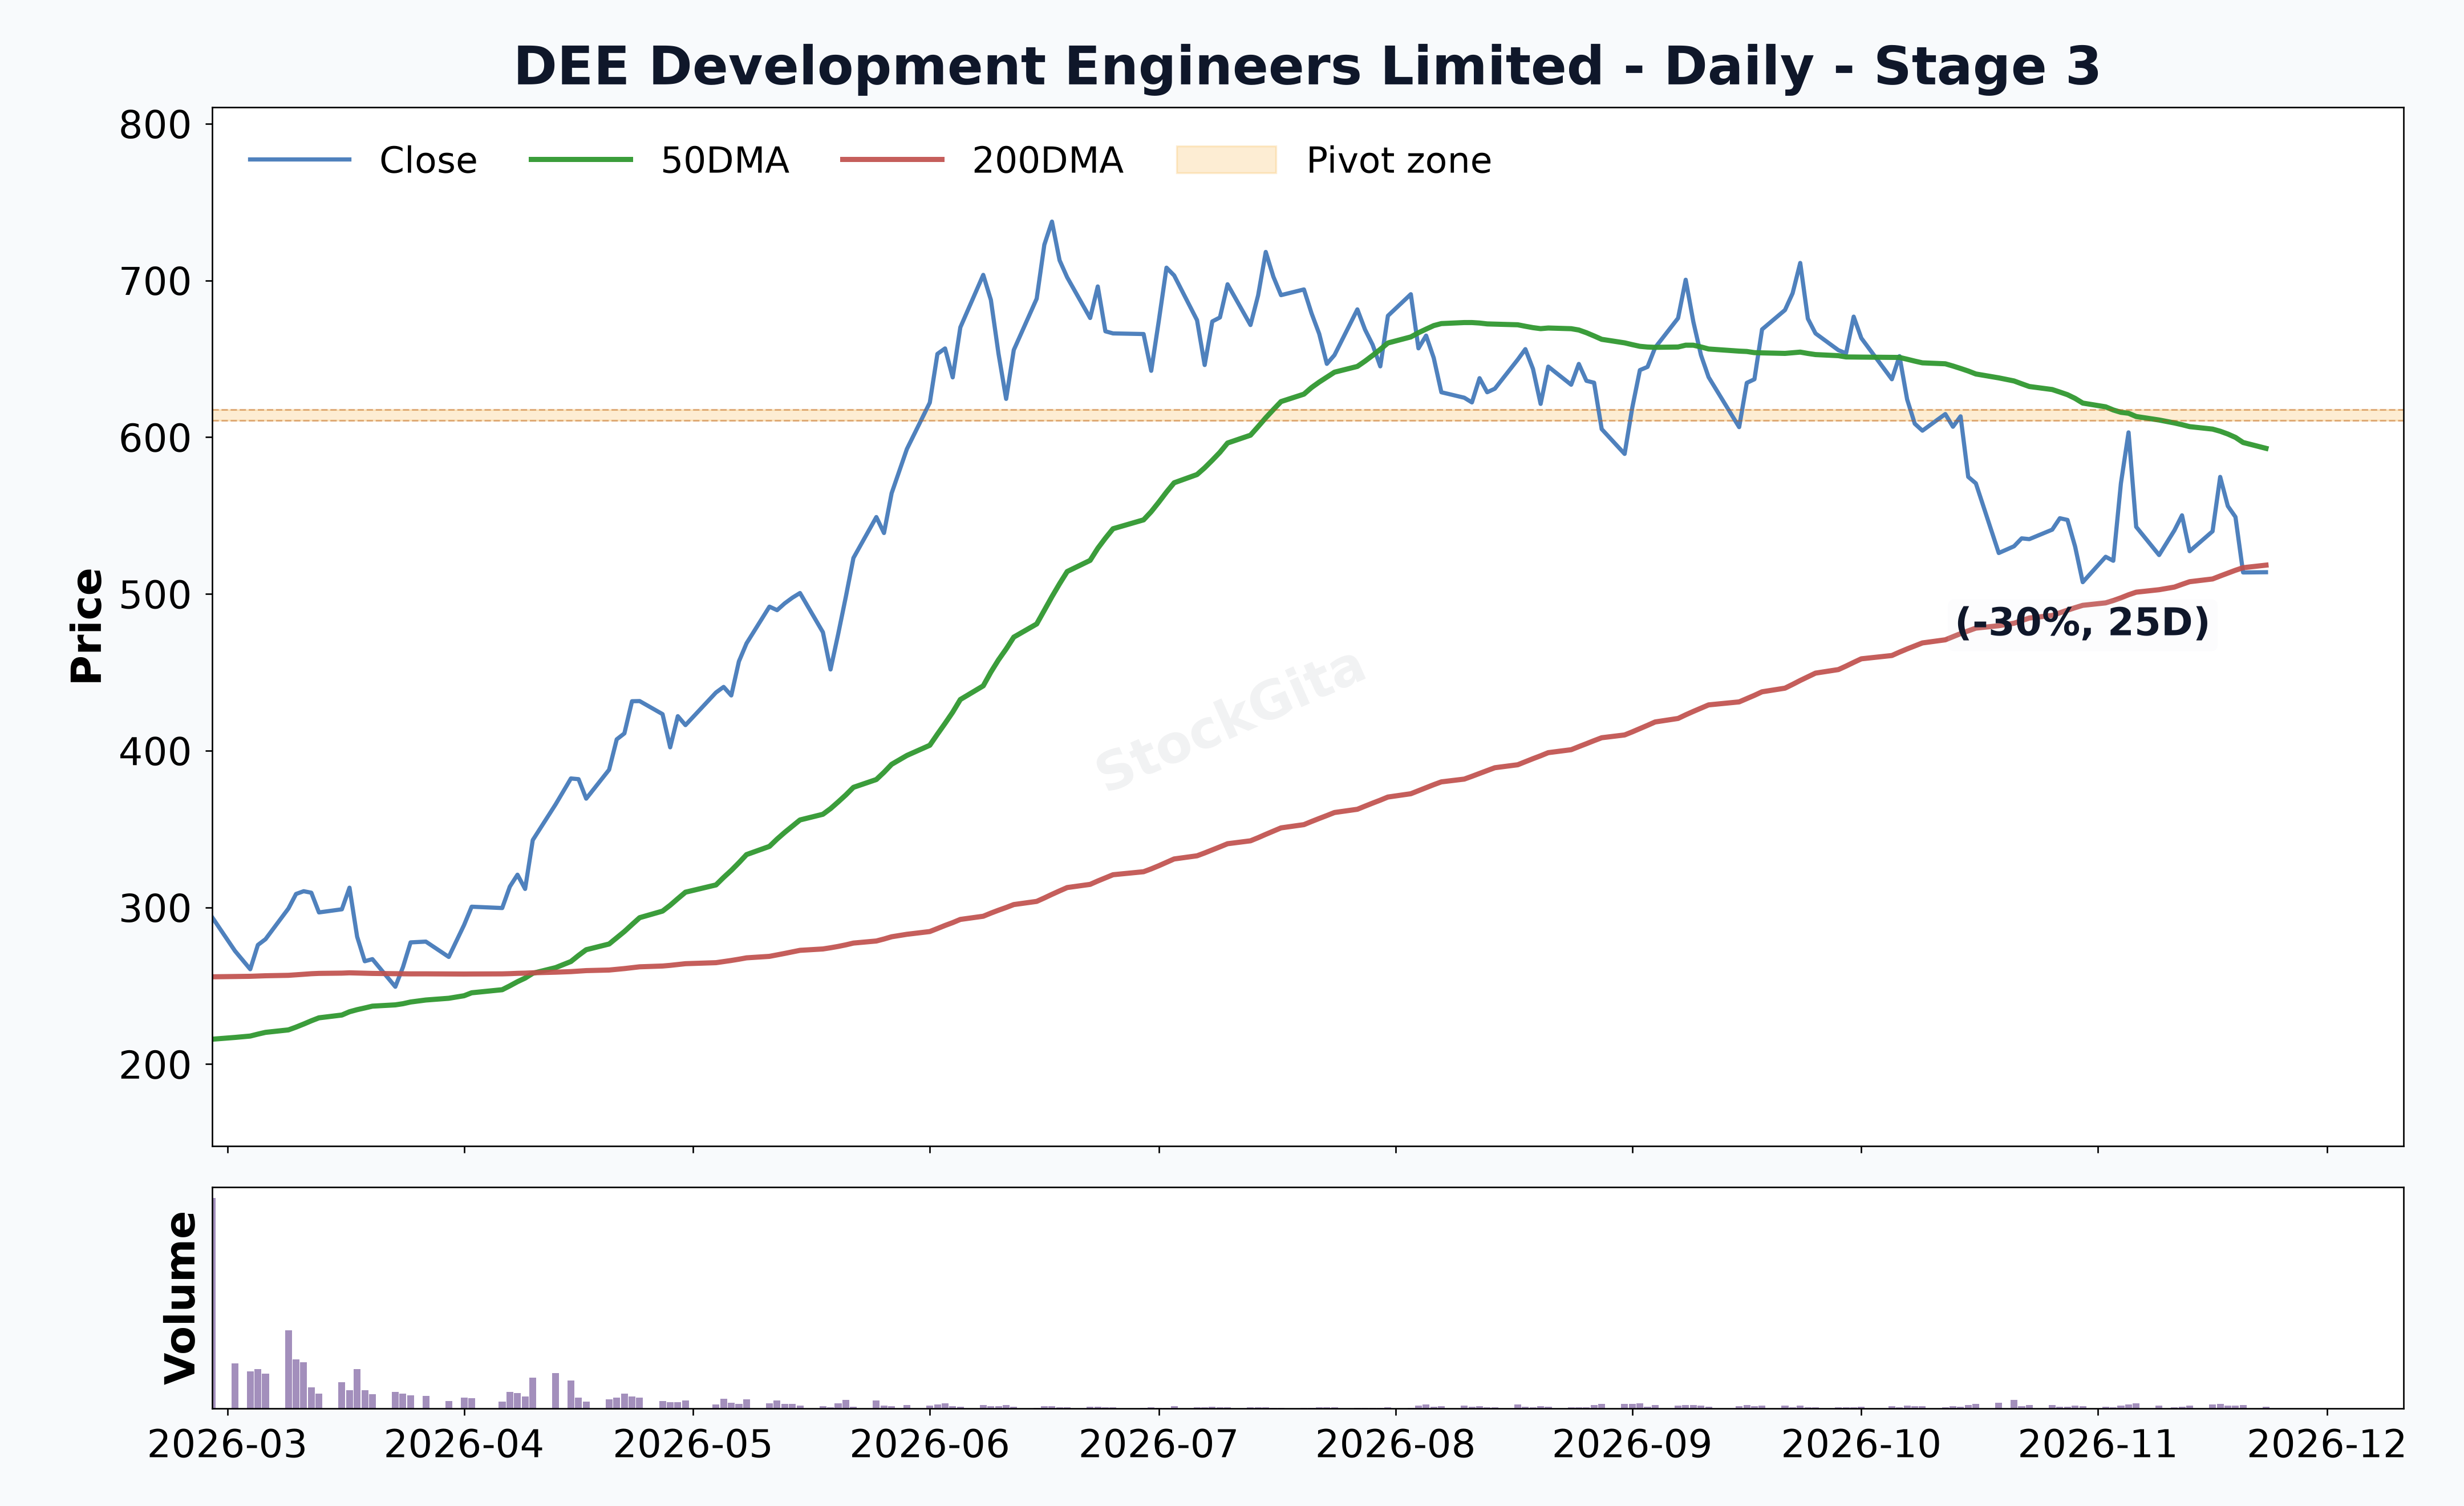 DEE Development Engineers Limited - Daily - Stage 3
Close 50DMA 200DMA Pivot zone
800
700
600
500
400
300
200
Price
(-30%, 25D)
StockGita
Volume
2026-03 2026-04 2026-05 2026-06 2026-07 2026-08 2026-09 2026-10 2026-11 2026-12